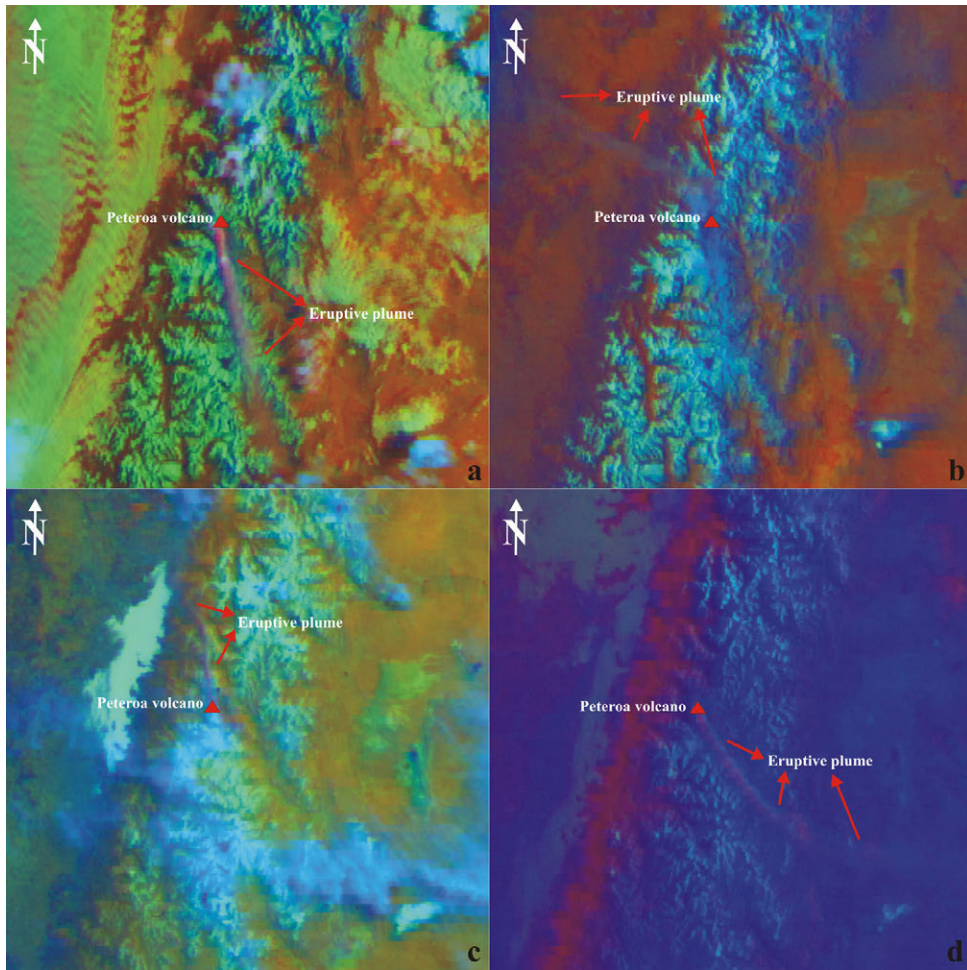 N
Peteroa volcano
Eruptive plume
a
N
Eruptive plume
Peteroa volcano
b
N
Eruptive plume
Peteroa volcano
c
N
Peteroa volcano
Eruptive plume
d